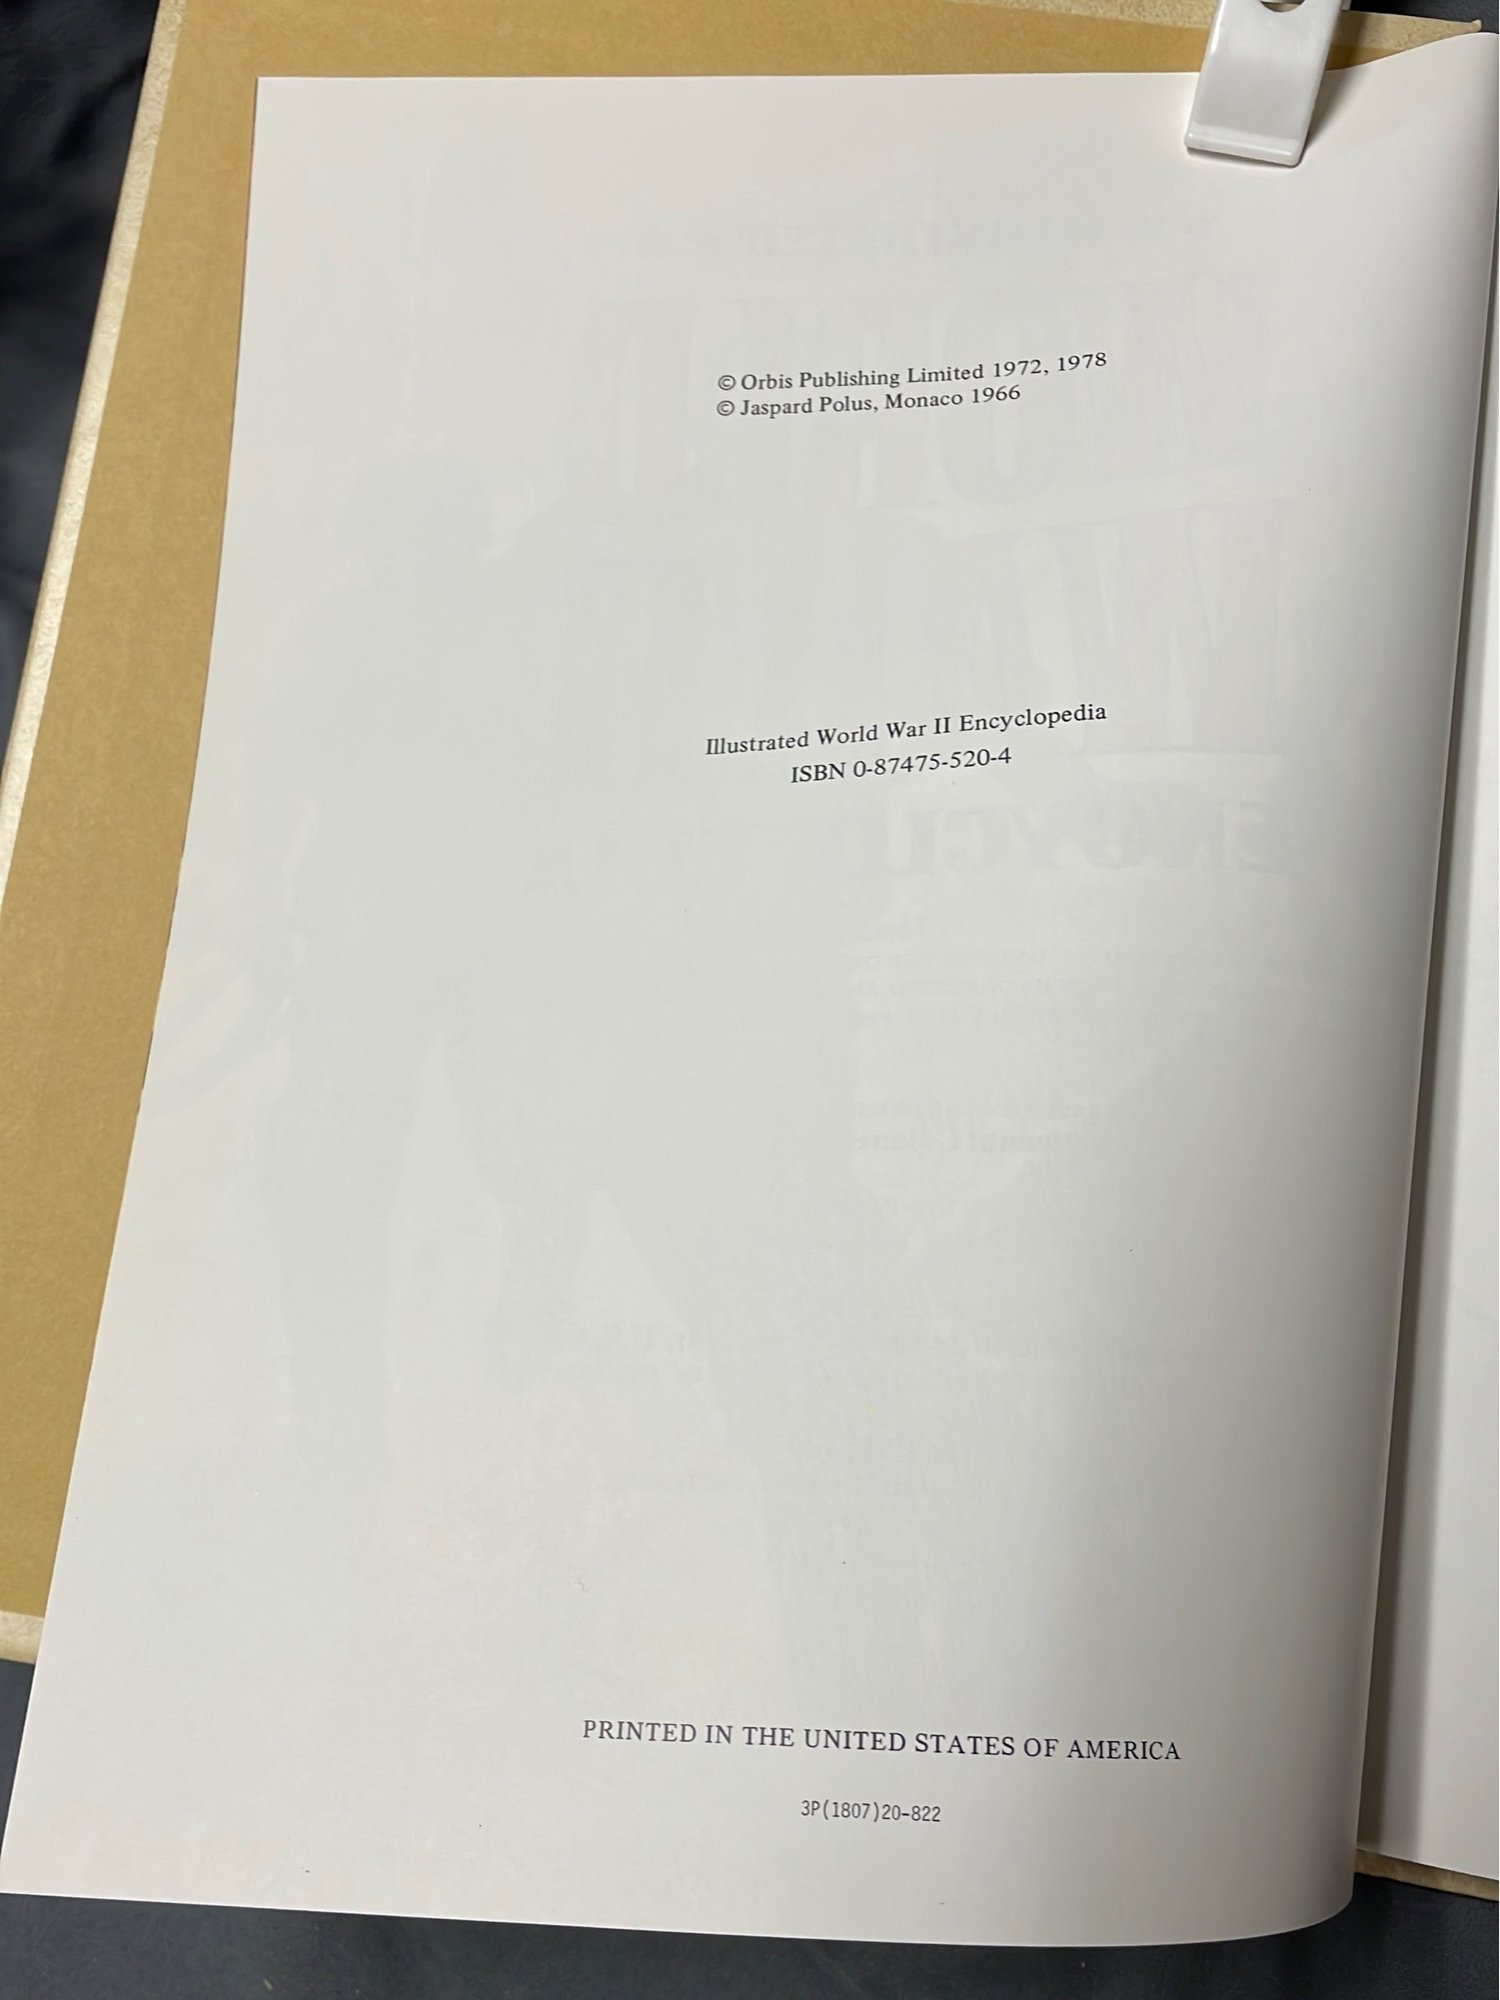 © Orbis Publishing Limited 1972, 1978
© Jaspard Polus, Monaco 1966
Illustrated World War II Encyclopedia
ISBN 0-87475-520-4
PRINTED IN THE UNITED STATES OF AMERICA
3P(1807)20-822